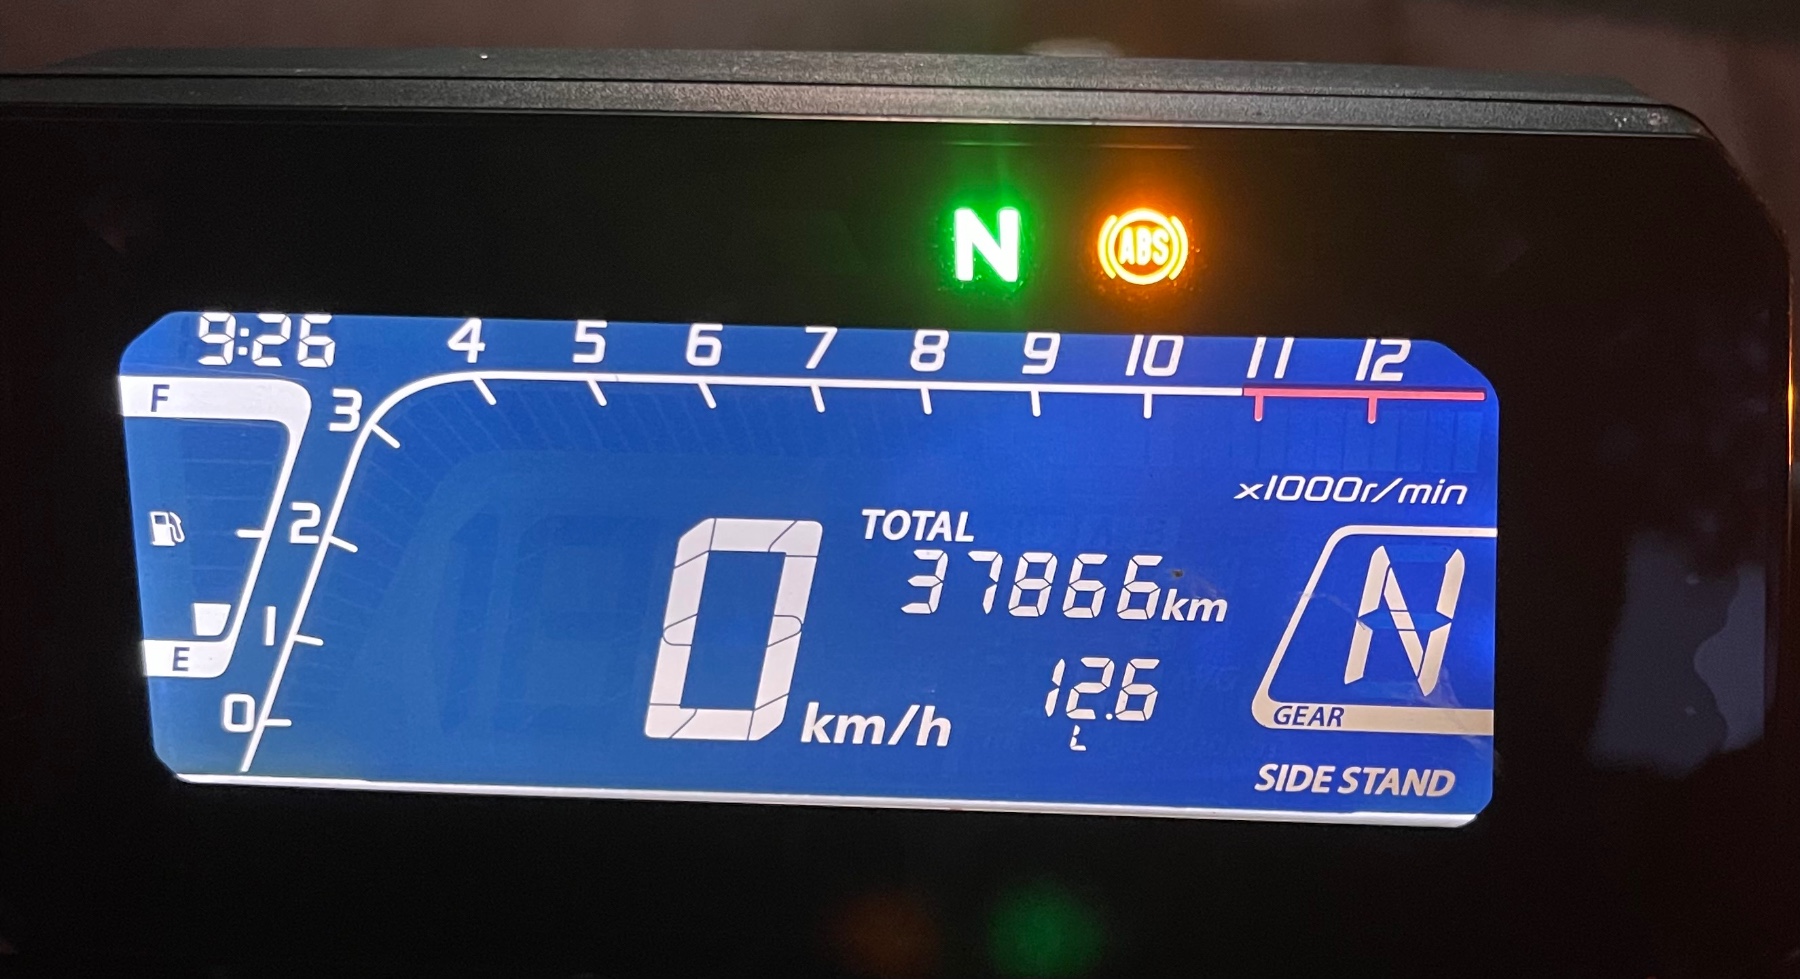 N ABS
9:26 4 5 6 7 8 9 10 11 12
F 3
x1000r/min
2 TOTAL
37866km
N
1
E
12.6
0 km/h
0
L
GEAR
SIDE STAND